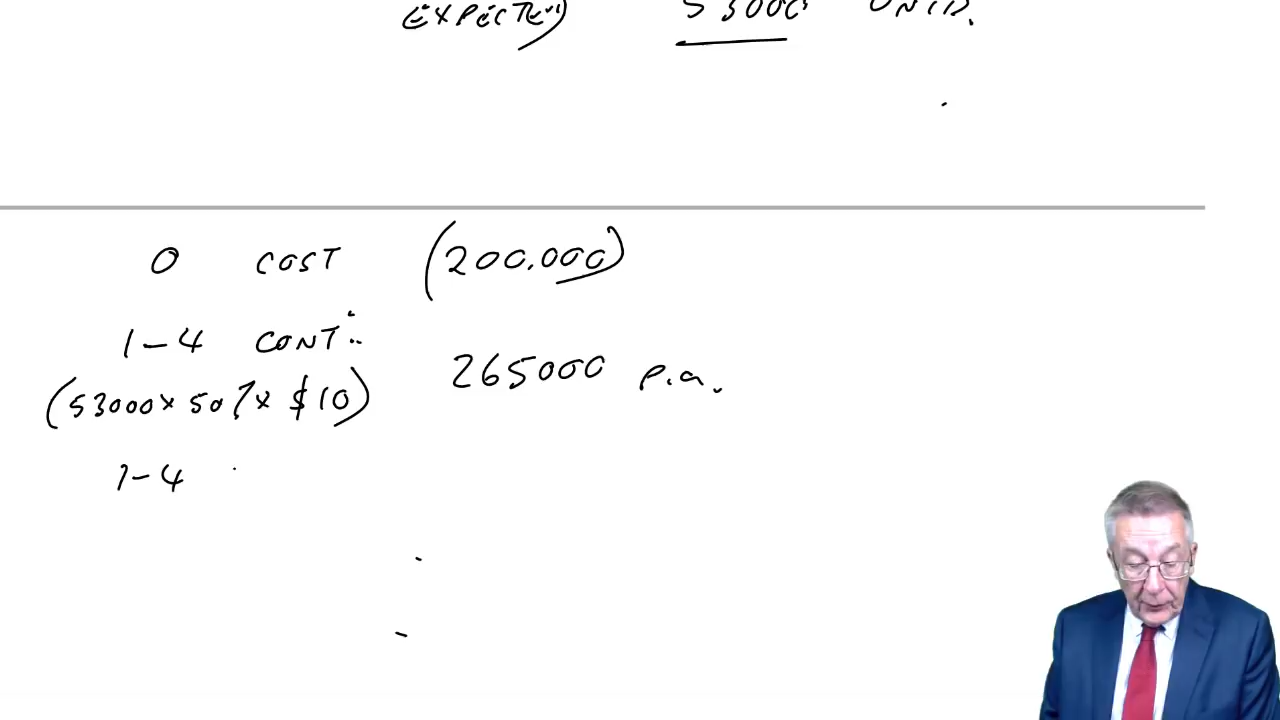 EXPECTED 53000 UNITS.
0 COST (200,000)
1-4 CONT:.
265000 p.a.
(53000 x 50% x $10)
1-4